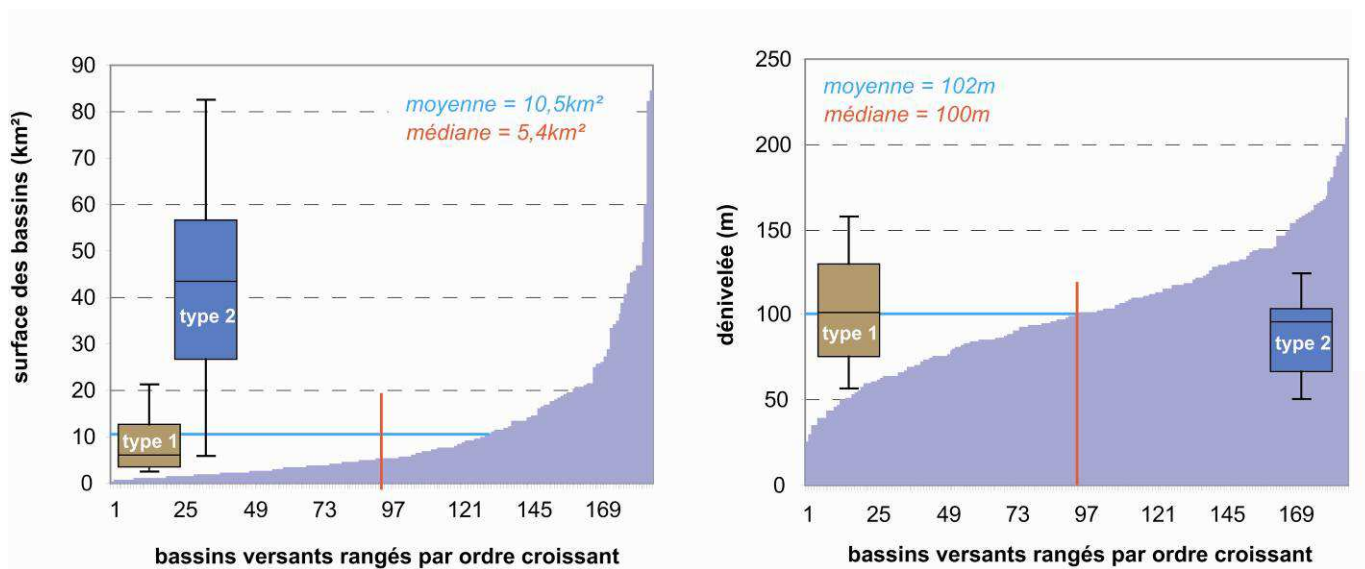 surface des bassins (km²)
90
80
70
60
50
40
30
20
10
0
moyenne = 10,5km²
médiane = 5,4km²
type 2
type 1
1 25 49 73 97 121 145 169
bassins versants rangés par ordre croissant
dénivelée (m)
250
200
150
100
50
0
moyenne = 102m
médiane = 100m
type 1
type 2
1 25 49 73 97 121 145 169
bassins versants rangés par ordre croissant